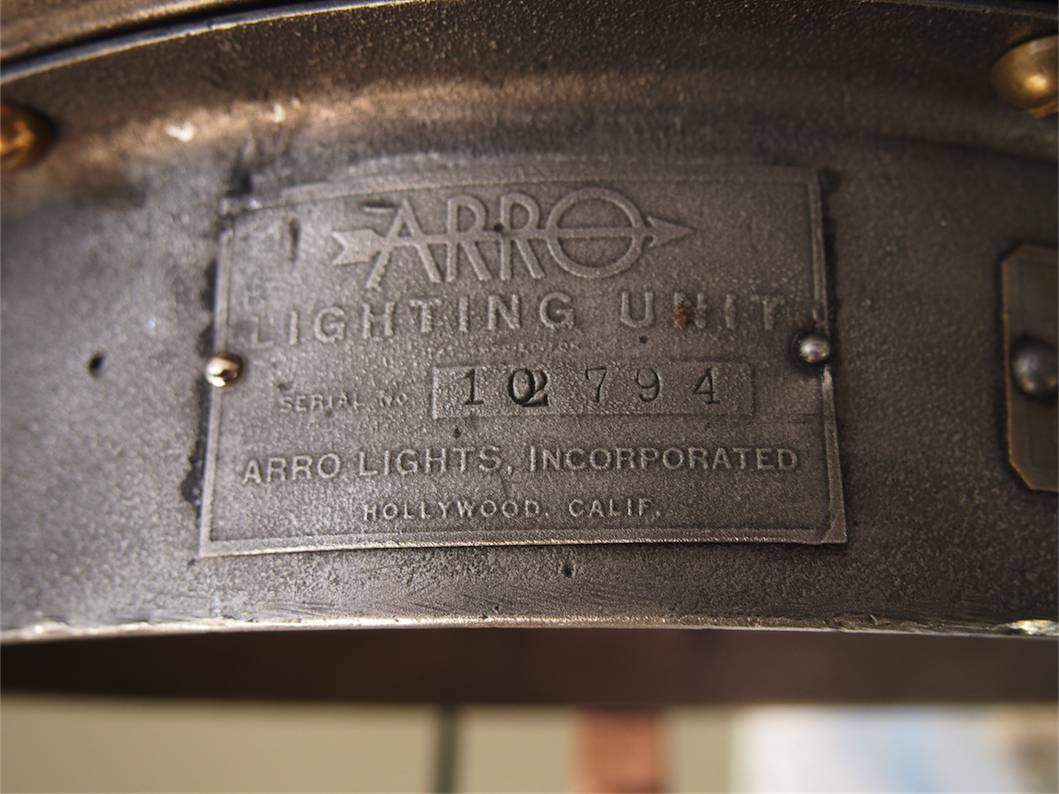 ARRO
LIGHTING UNIT
SERIAL NO. 102794
ARRO LIGHTS, INCORPORATED
HOLLYWOOD, CALIF.